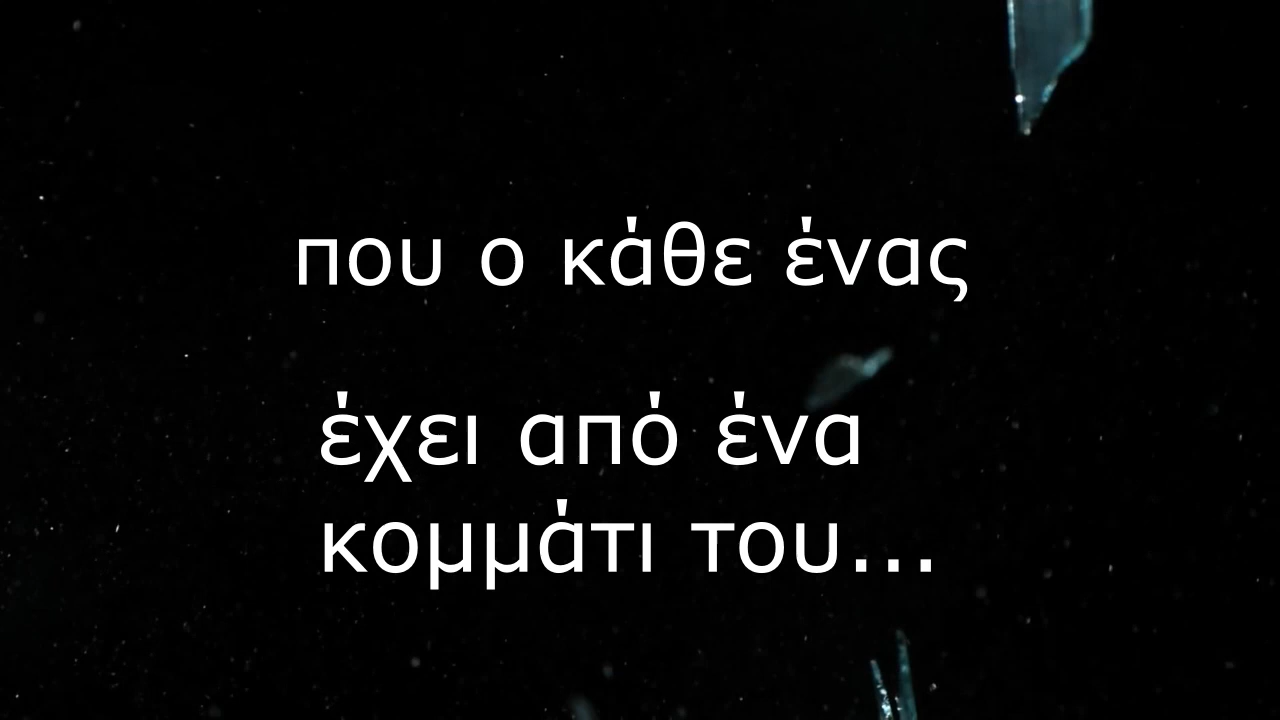 που ο κάθε ένας
έχει από ένα
κομμάτι του...